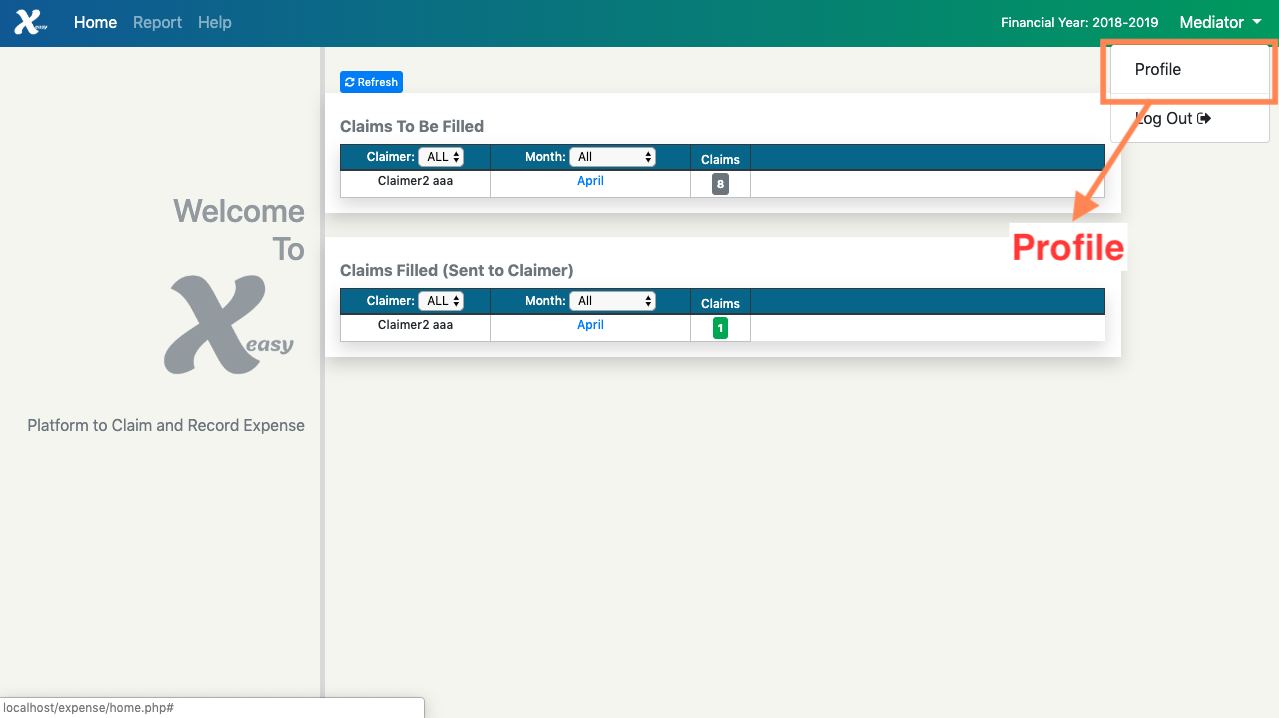 X easy Home Report Help Financial Year: 2018-2019 Mediator
Profile
Log Out
Refresh
Claims To Be Filled
Claimer: ALL Month: All Claims
Claimer2 aaa April 8
Profile
Welcome
To
X easy
Platform to Claim and Record Expense
Claims Filled (Sent to Claimer)
Claimer: ALL Month: All Claims
Claimer2 aaa April 1
localhost/expense/home.php#